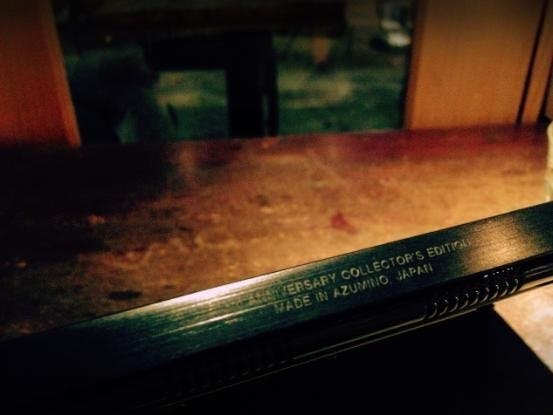 ANNIVERSARY COLLECTOR'S EDITION
MADE IN AZUMINO, JAPAN